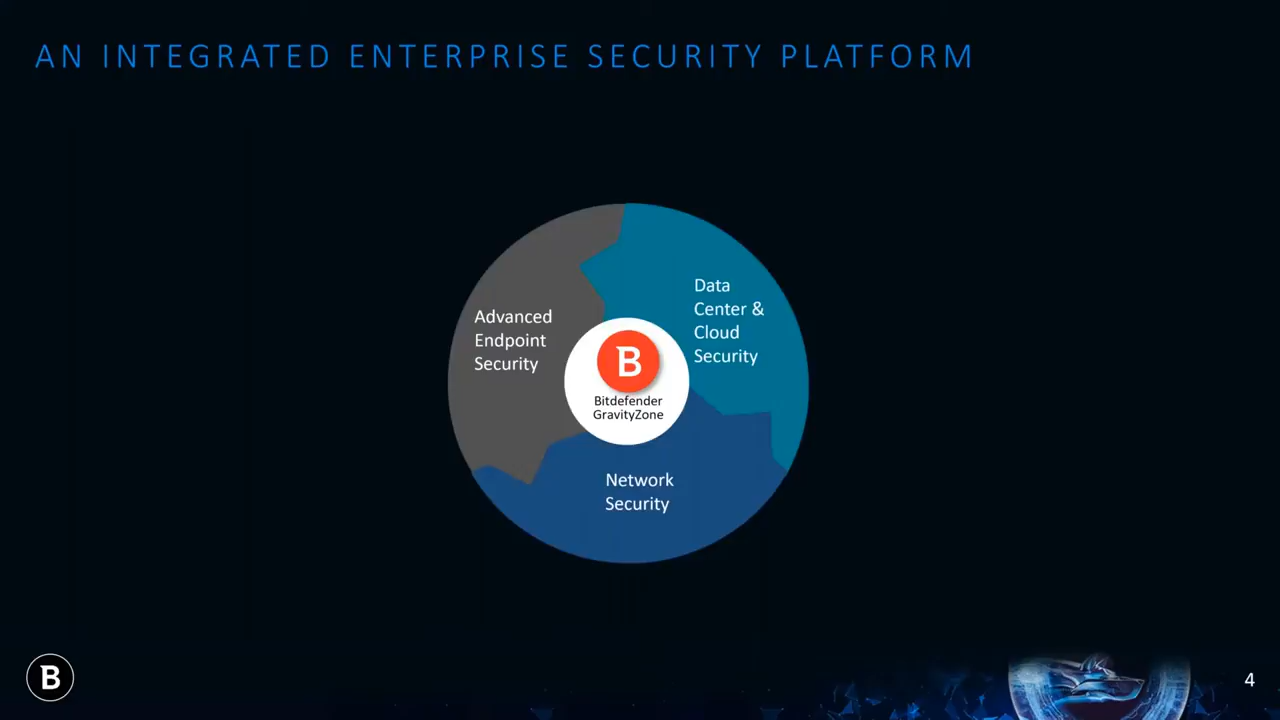 AN INTEGRATED ENTERPRISE SECURITY PLATFORM
Advanced
Endpoint
Security
Data
Center &
Cloud
Security
B
Bitdefender
GravityZone
Network
Security
B
4